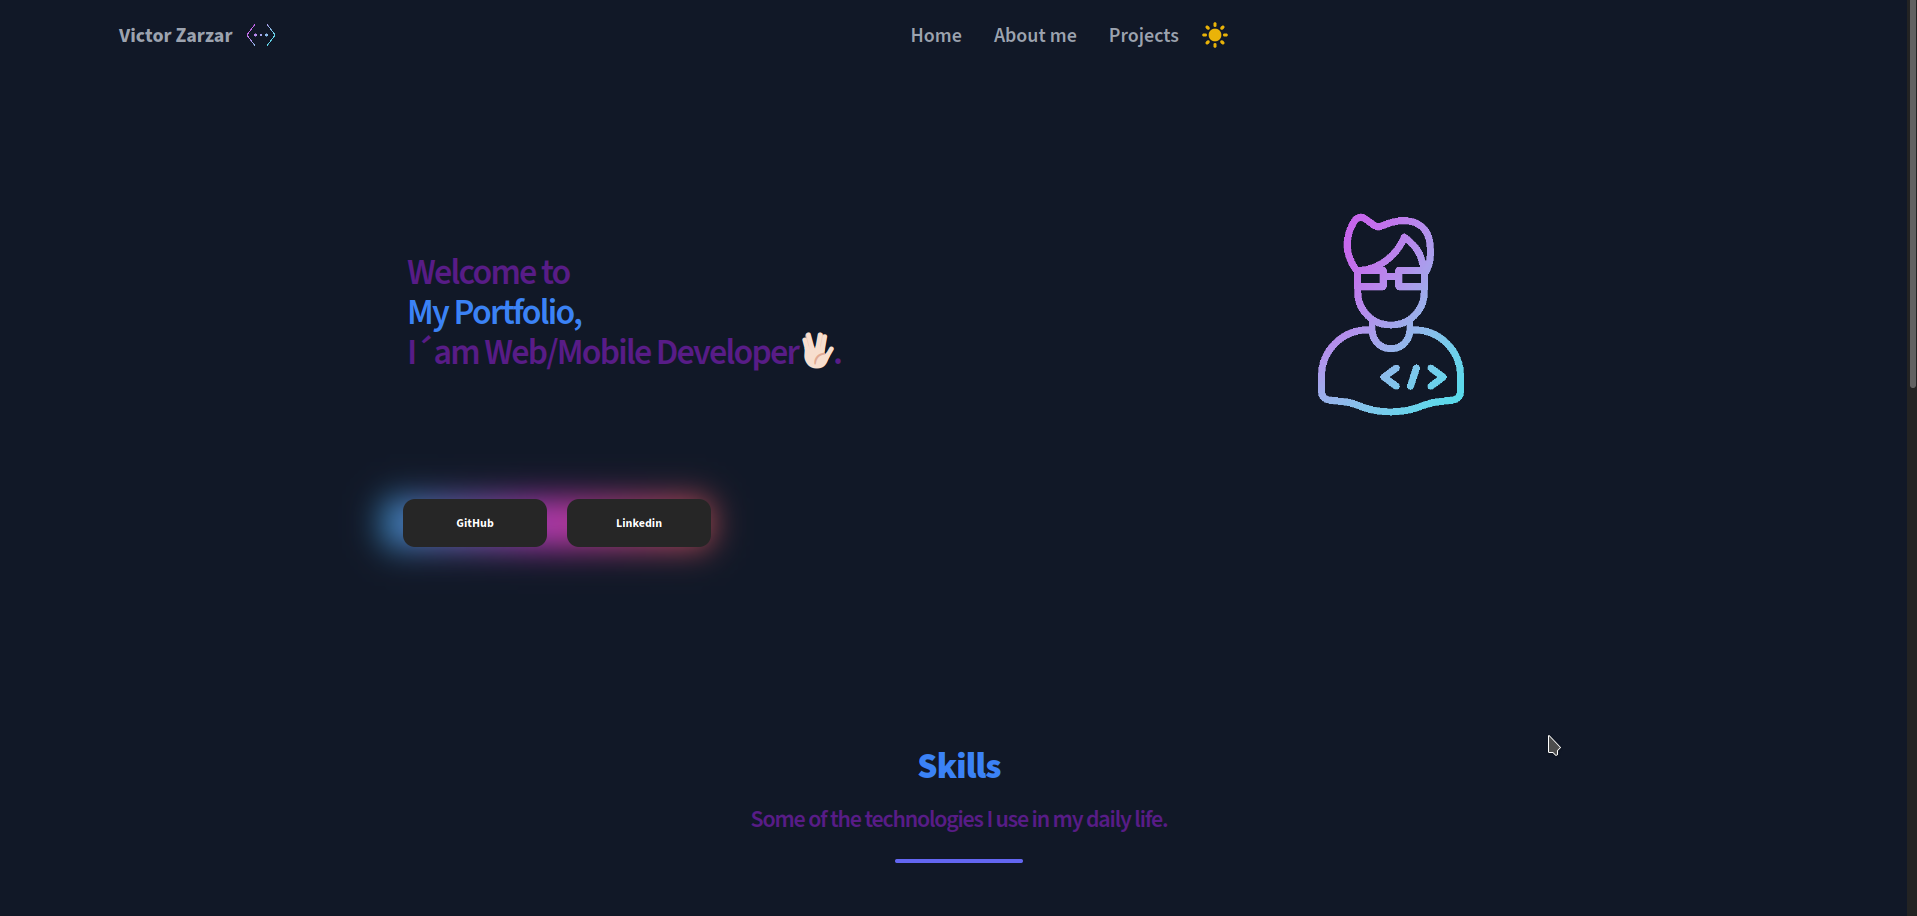 Victor Zarzar
Home About me Projects
Welcome to
My Portfolio,
I´am Web/Mobile Developer🖖🏻.
</>
GitHub
Linkedin
Skills
Some of the technologies I use in my daily life.